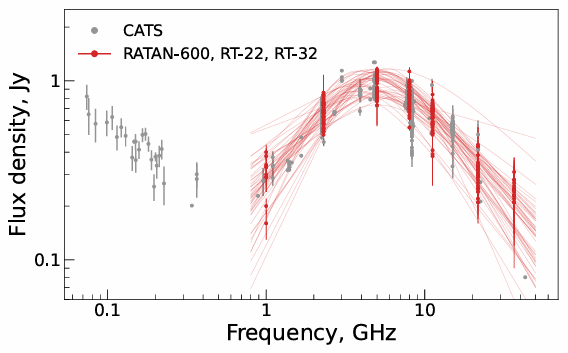 CATS
RATAN-600, RT-22, RT-32
Flux density, Jy
1
0.1
0.1
1
10
Frequency, GHz